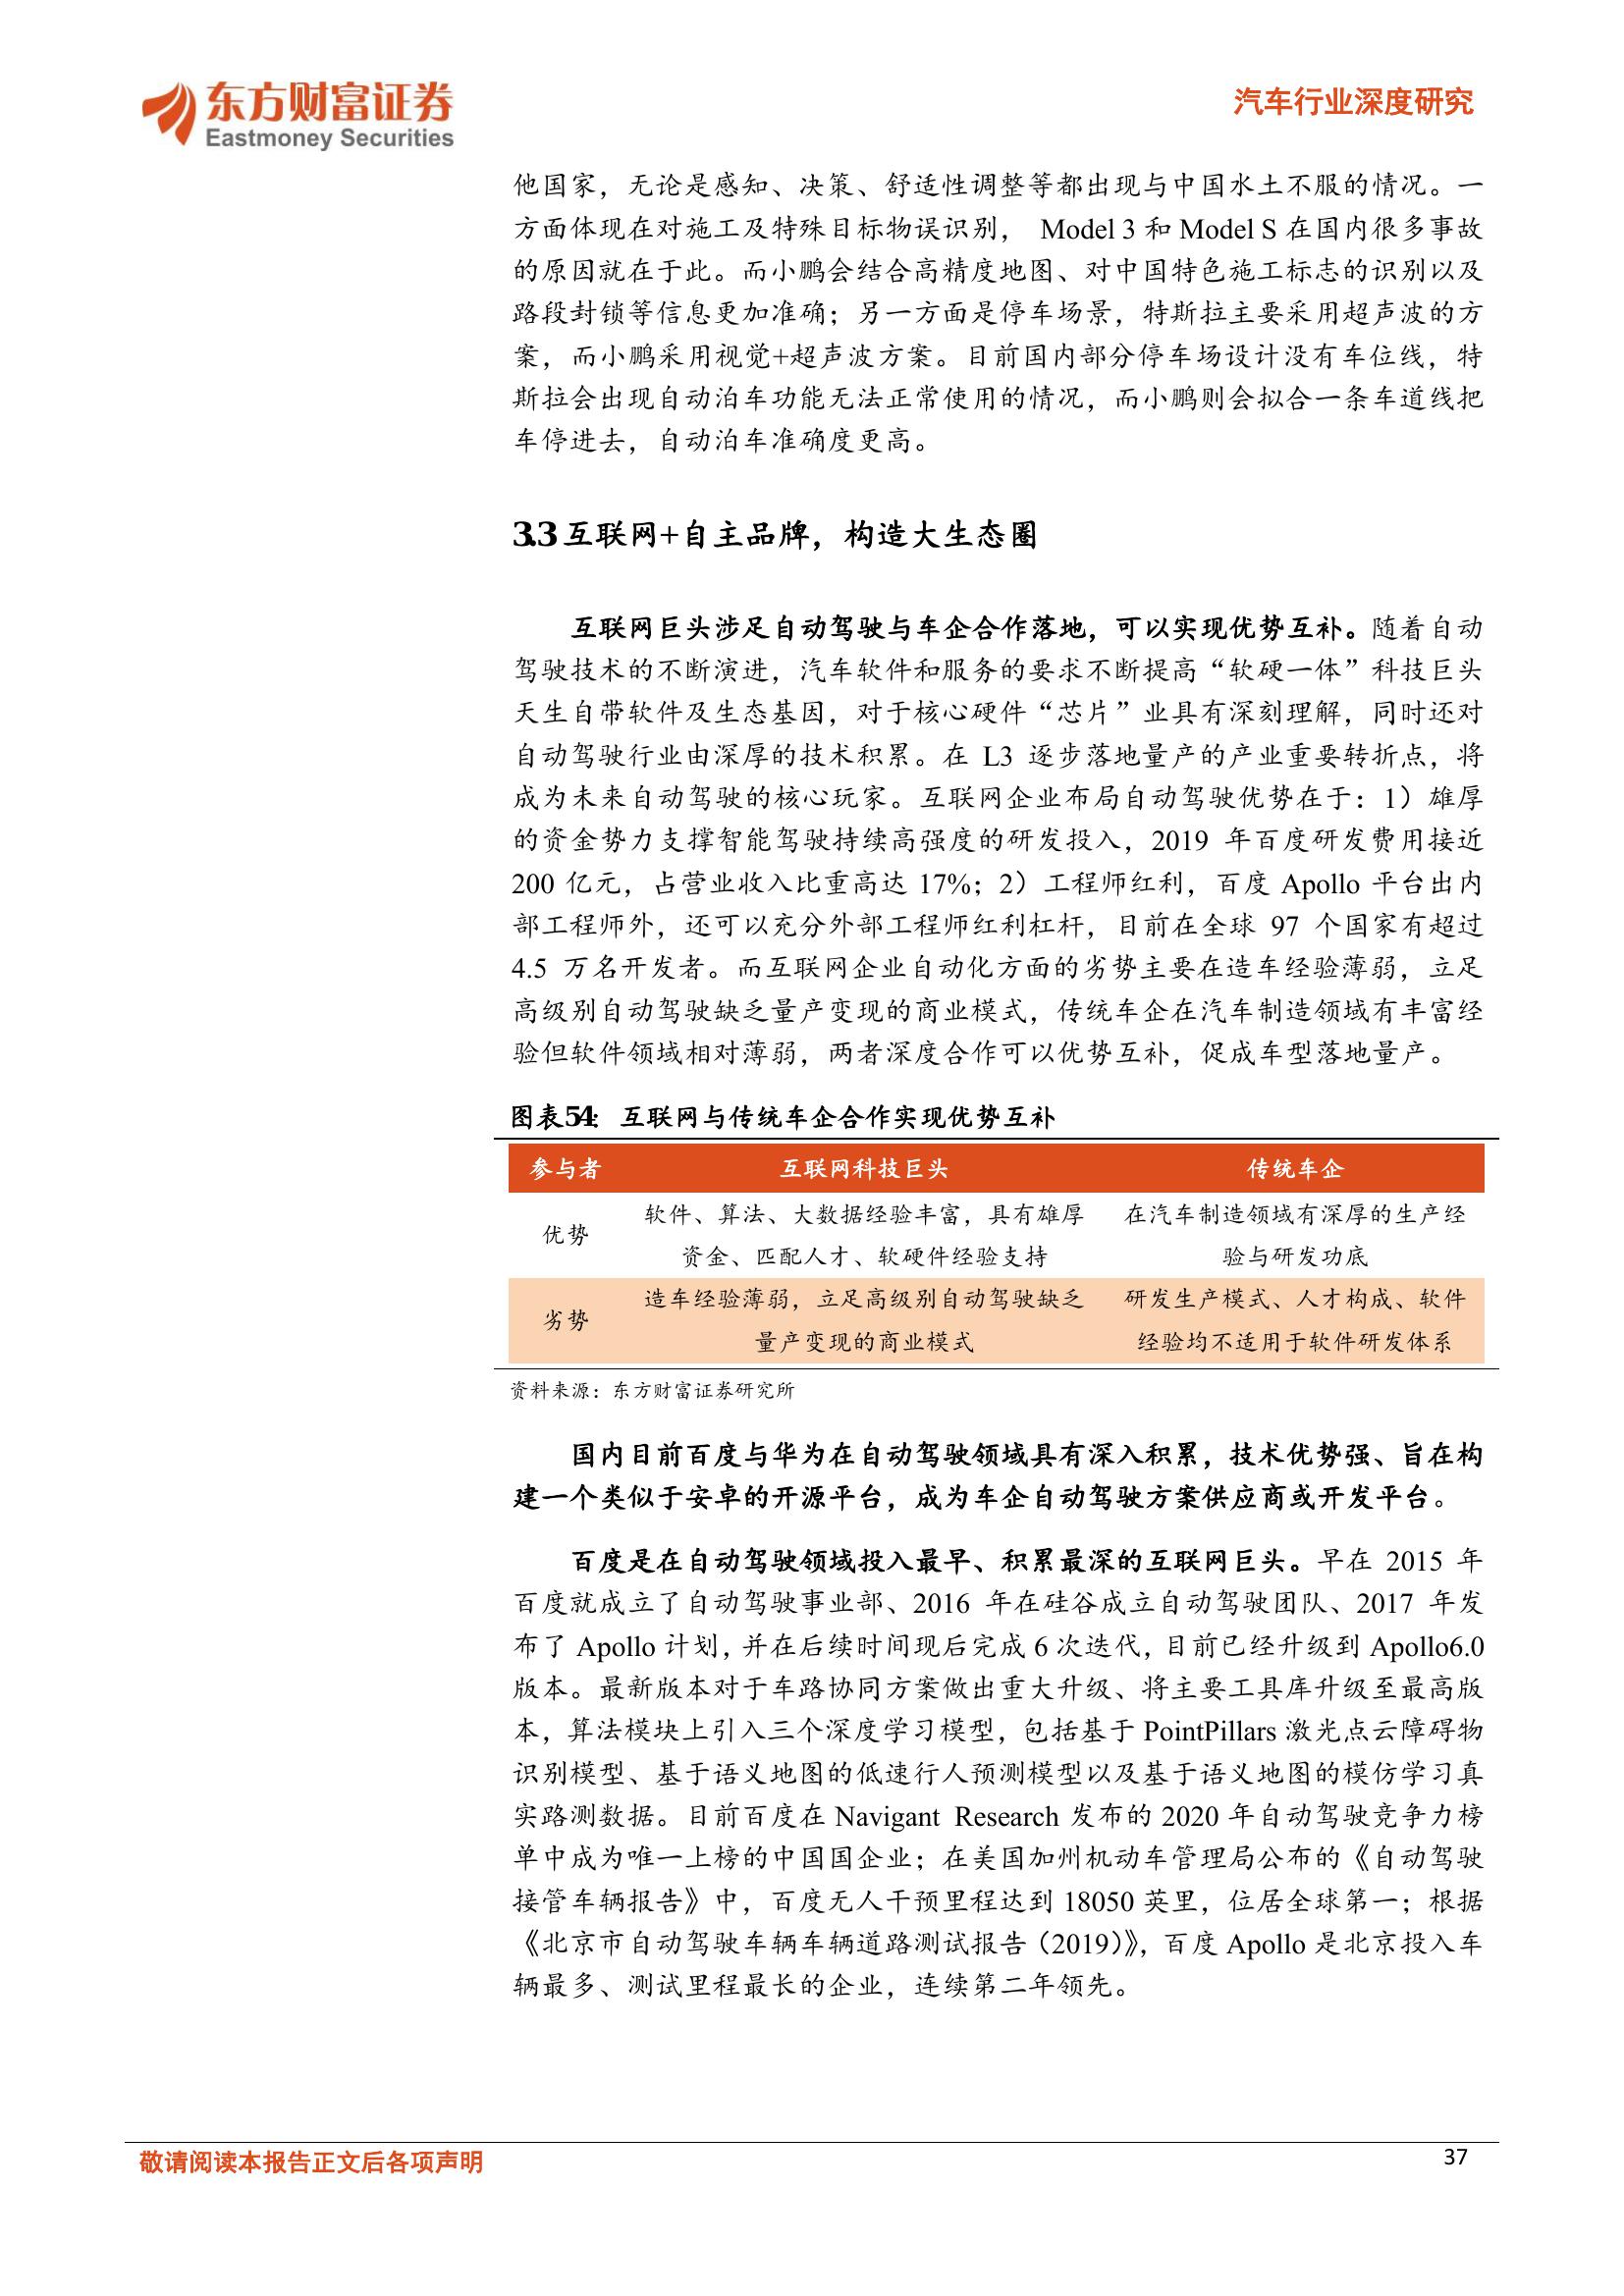 东方财富证券
Eastmoney Securities
汽车行业深度研究
他国家，无论是感知、决策、舒适性调整等都出现与中国水土不服的情况。一
方面体现在对施工及特殊目标物误识别， Model 3 和 Model S 在国内很多事故
的原因就在于此。而小鹏会结合高精度地图、对中国特色施工标志的识别以及
路段封锁等信息更加准确；另一方面是停车场景，特斯拉主要采用超声波的方
案，而小鹏采用视觉+超声波方案。目前国内部分停车场设计没有车位线，特
斯拉会出现自动泊车功能无法正常使用的情况，而小鹏则会拟合一条车道线把
车停进去，自动泊车准确度更高。
3.3 互联网+自主品牌，构造大生态圈
互联网巨头涉足自动驾驶与车企合作落地，可以实现优势互补。随着自动
驾驶技术的不断演进，汽车软件和服务的要求不断提高“软硬一体”科技巨头
天生自带软件及生态基因，对于核心硬件“芯片”业具有深刻理解，同时还对
自动驾驶行业由深厚的技术积累。在 L3 逐步落地量产的产业重要转折点，将
成为未来自动驾驶的核心玩家。互联网企业布局自动驾驶优势在于：1）雄厚
的资金势力支撑智能驾驶持续高强度的研发投入，2019 年百度研发费用接近
200 亿元，占营业收入比重高达 17%；2）工程师红利，百度 Apollo 平台出内
部工程师外，还可以充分外部工程师红利杠杆，目前在全球 97 个国家有超过
4.5 万名开发者。而互联网企业自动化方面的劣势主要在造车经验薄弱，立足
高级别自动驾驶缺乏量产变现的商业模式，传统车企在汽车制造领域有丰富经
验但软件领域相对薄弱，两者深度合作可以优势互补，促成车型落地量产。
图表54： 互联网与传统车企合作实现优势互补
参与者 互联网科技巨头 传统车企
优势 软件、算法、大数据经验丰富，具有雄厚 在汽车制造领域有深厚的生产经
资金、匹配人才、软硬件经验支持 验与研发功底
劣势 造车经验薄弱，立足高级别自动驾驶缺乏 研发生产模式、人才构成、软件
量产变现的商业模式 经验均不适用于软件研发体系
资料来源：东方财富证券研究所
国内目前百度与华为在自动驾驶领域具有深入积累，技术优势强、旨在构
建一个类似于安卓的开源平台，成为车企自动驾驶方案供应商或开发平台。
百度是在自动驾驶领域投入最早、积累最深的互联网巨头。早在 2015 年
百度就成立了自动驾驶事业部、2016 年在硅谷成立自动驾驶团队、2017 年发
布了 Apollo 计划，并在后续时间现后完成 6 次迭代，目前已经升级到 Apollo6.0
版本。最新版本对于车路协同方案做出重大升级、将主要工具库升级至最高版
本，算法模块上引入三个深度学习模型，包括基于 PointPillars 激光点云障碍物
识别模型、基于语义地图的低速行人预测模型以及基于语义地图的模仿学习真
实路测数据。目前百度在 Navigant Research 发布的 2020 年自动驾驶竞争力榜
单中成为唯一上榜的中国国企业；在美国加州机动车管理局公布的《自动驾驶
接管车辆报告》中，百度无人干预里程达到 18050 英里，位居全球第一；根据
《北京市自动驾驶车辆车辆道路测试报告（2019）》，百度 Apollo 是北京投入车
辆最多、测试里程最长的企业，连续第二年领先。
敬请阅读本报告正文后各项声明
37